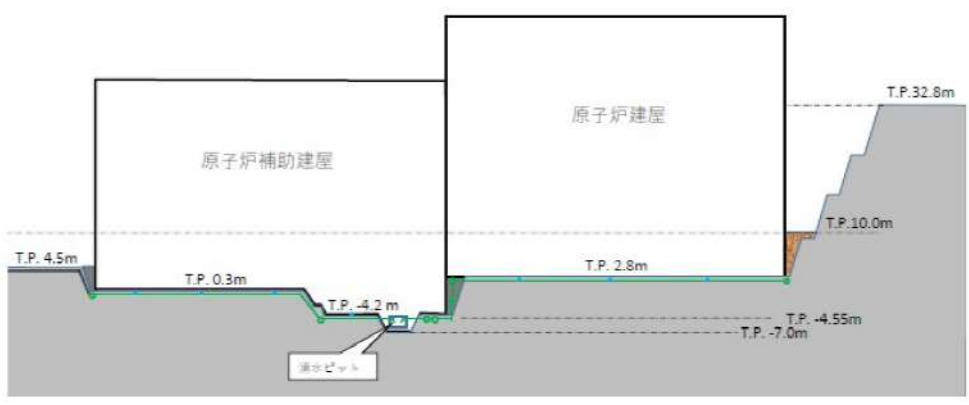 T.P.32.8m
原子炉建屋
原子炉補助建屋
T.P.10.0m
T.P. 4.5m
T.P. 2.8m
T.P. 0.3m
T.P. -4.2 m
T.P. -4.55m
T.P. -7.0m
湧水ピット